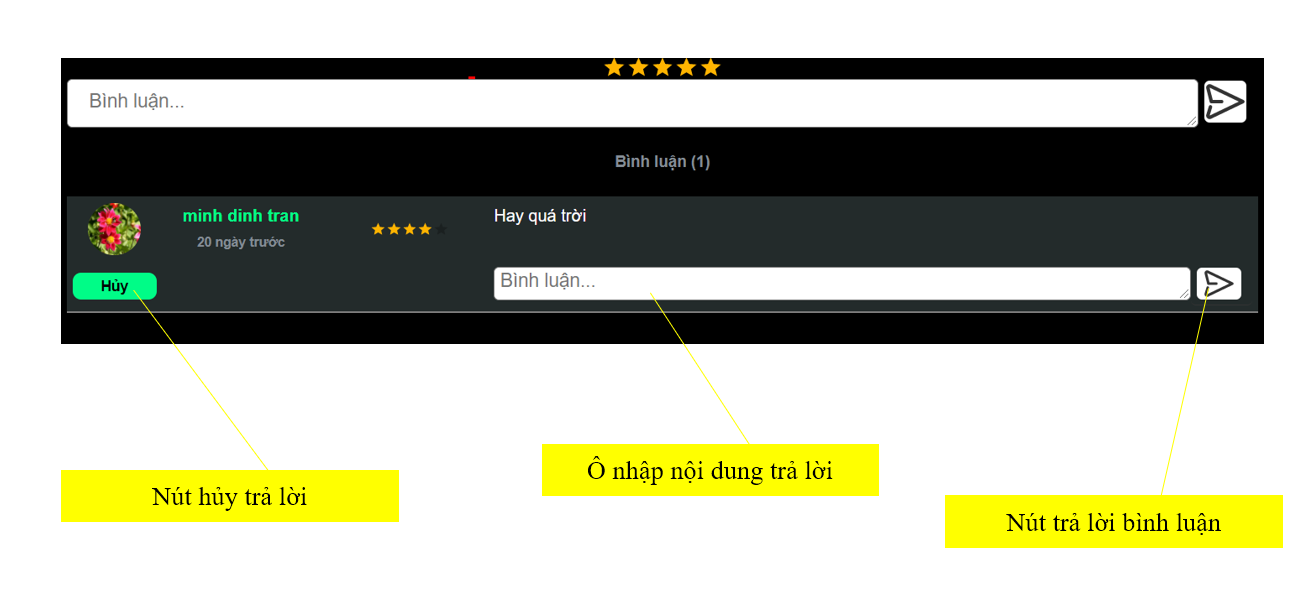 Bình luận...
Bình luận (1)
minh dinh tran
Hay quá trời
20 ngày trước
Hủy
Bình luận...
Ô nhập nội dung trả lời
Nút hủy trả lời
Nút trả lời bình luận